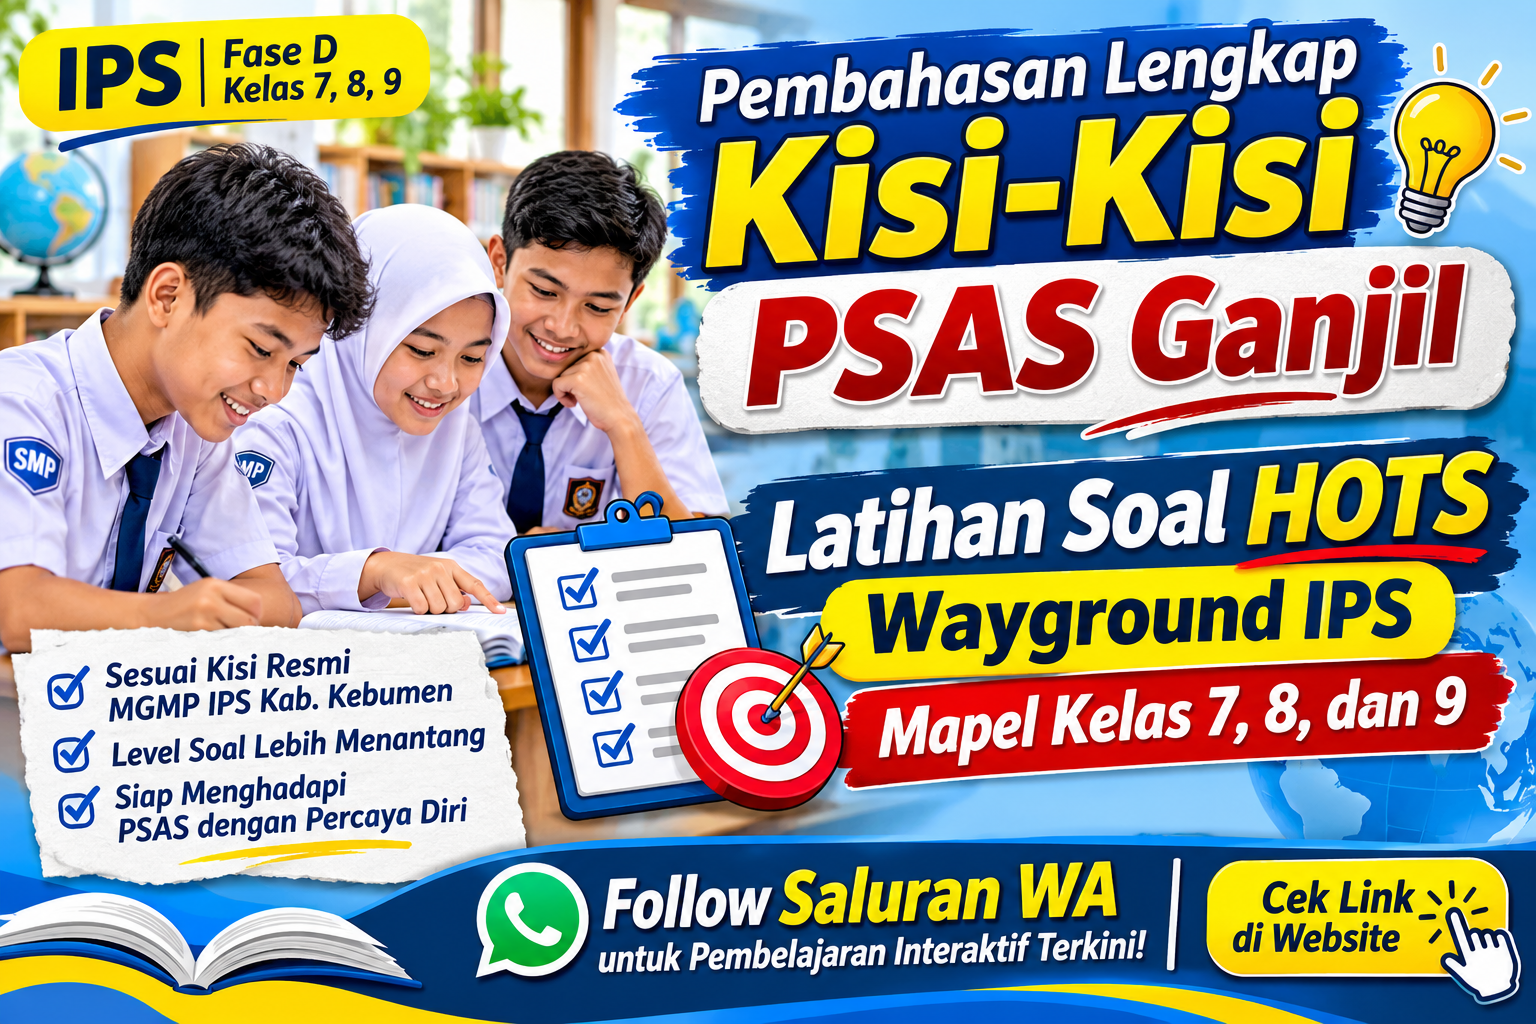 IPS
Fase D
Kelas 7, 8, 9
Pembahasan Lengkap
Kisi-Kisi
PSAS Ganjil
Latihan Soal HOTS
Wayground IPS
Mapel Kelas 7, 8, dan 9
SMP
MP
Sesuai Kisi Resmi
MGMP IPS Kab. Kebumen
Level Soal Lebih Menantang
Siap Menghadapi
PSAS dengan Percaya Diri
Follow Saluran WA
untuk Pembelajaran Interaktif Terkini!
Cek Link
di Website